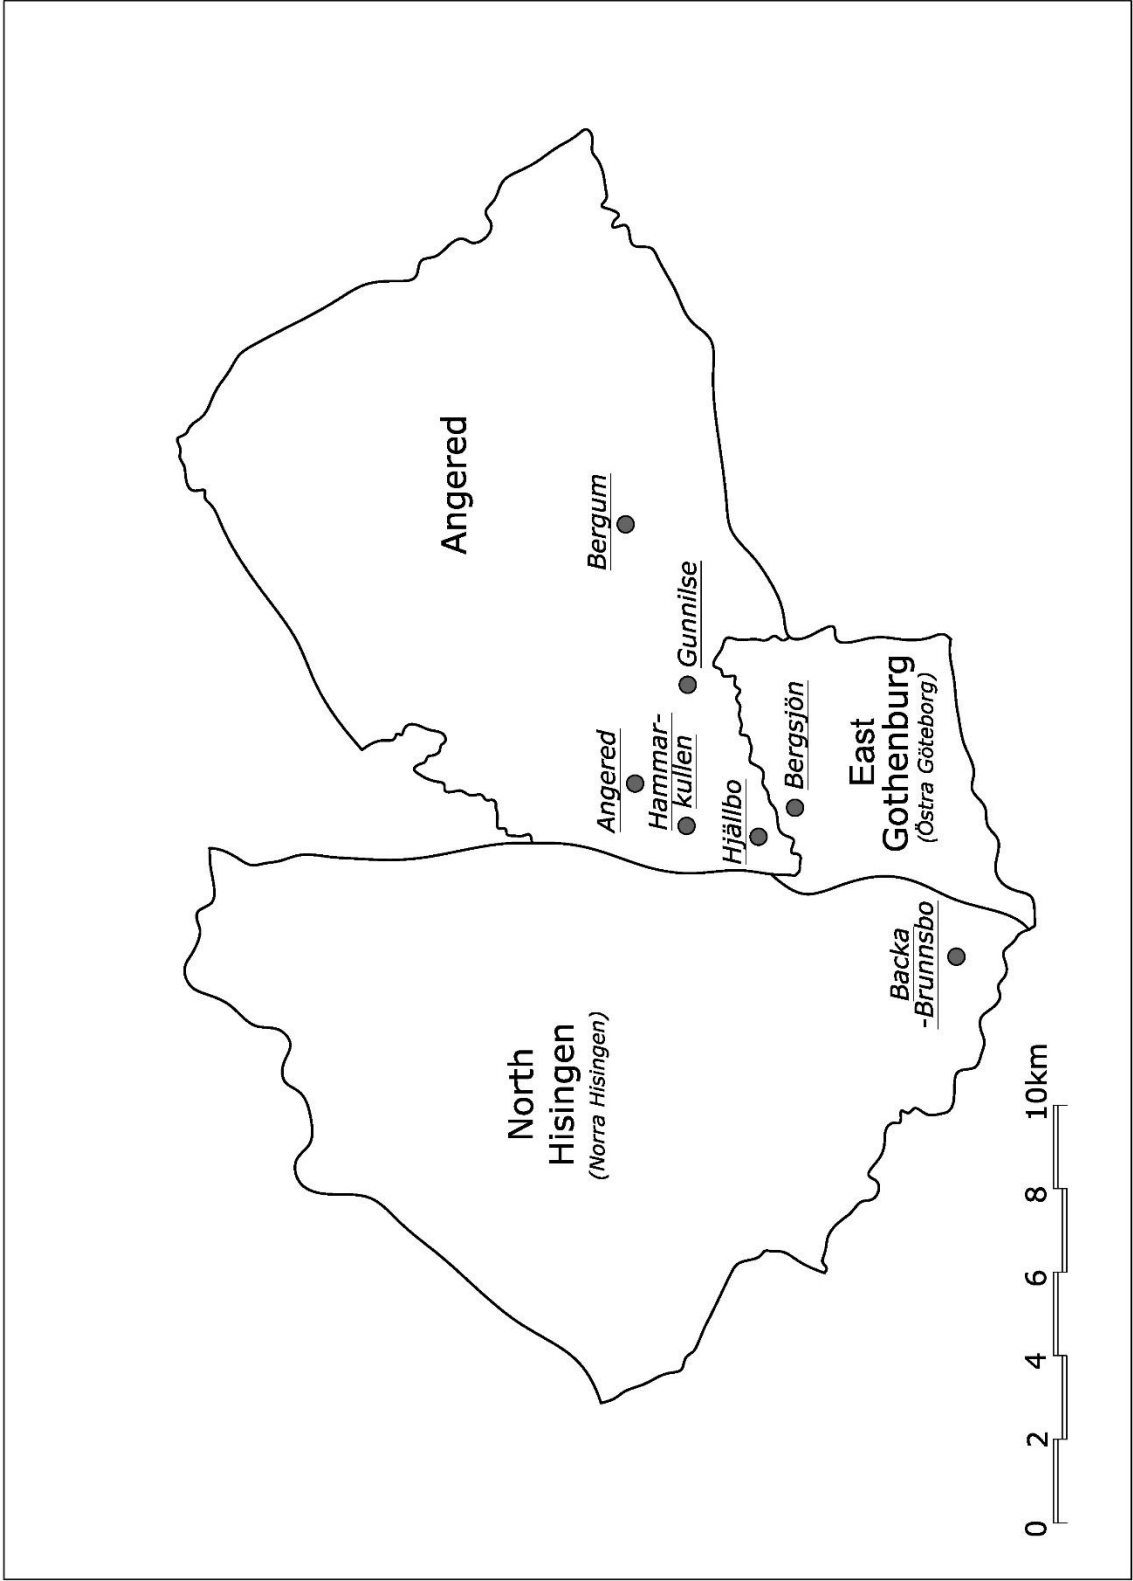 Angered
Bergum
Gunnilse
Angered
Hammar-
kullen
Hjällbo
Bergsjön
East
Gothenburg
(Östra Göteborg)
North
Hisingen
(Norra Hisingen)
Backa
-Brunnsbo
0 2 4 6 8 10km